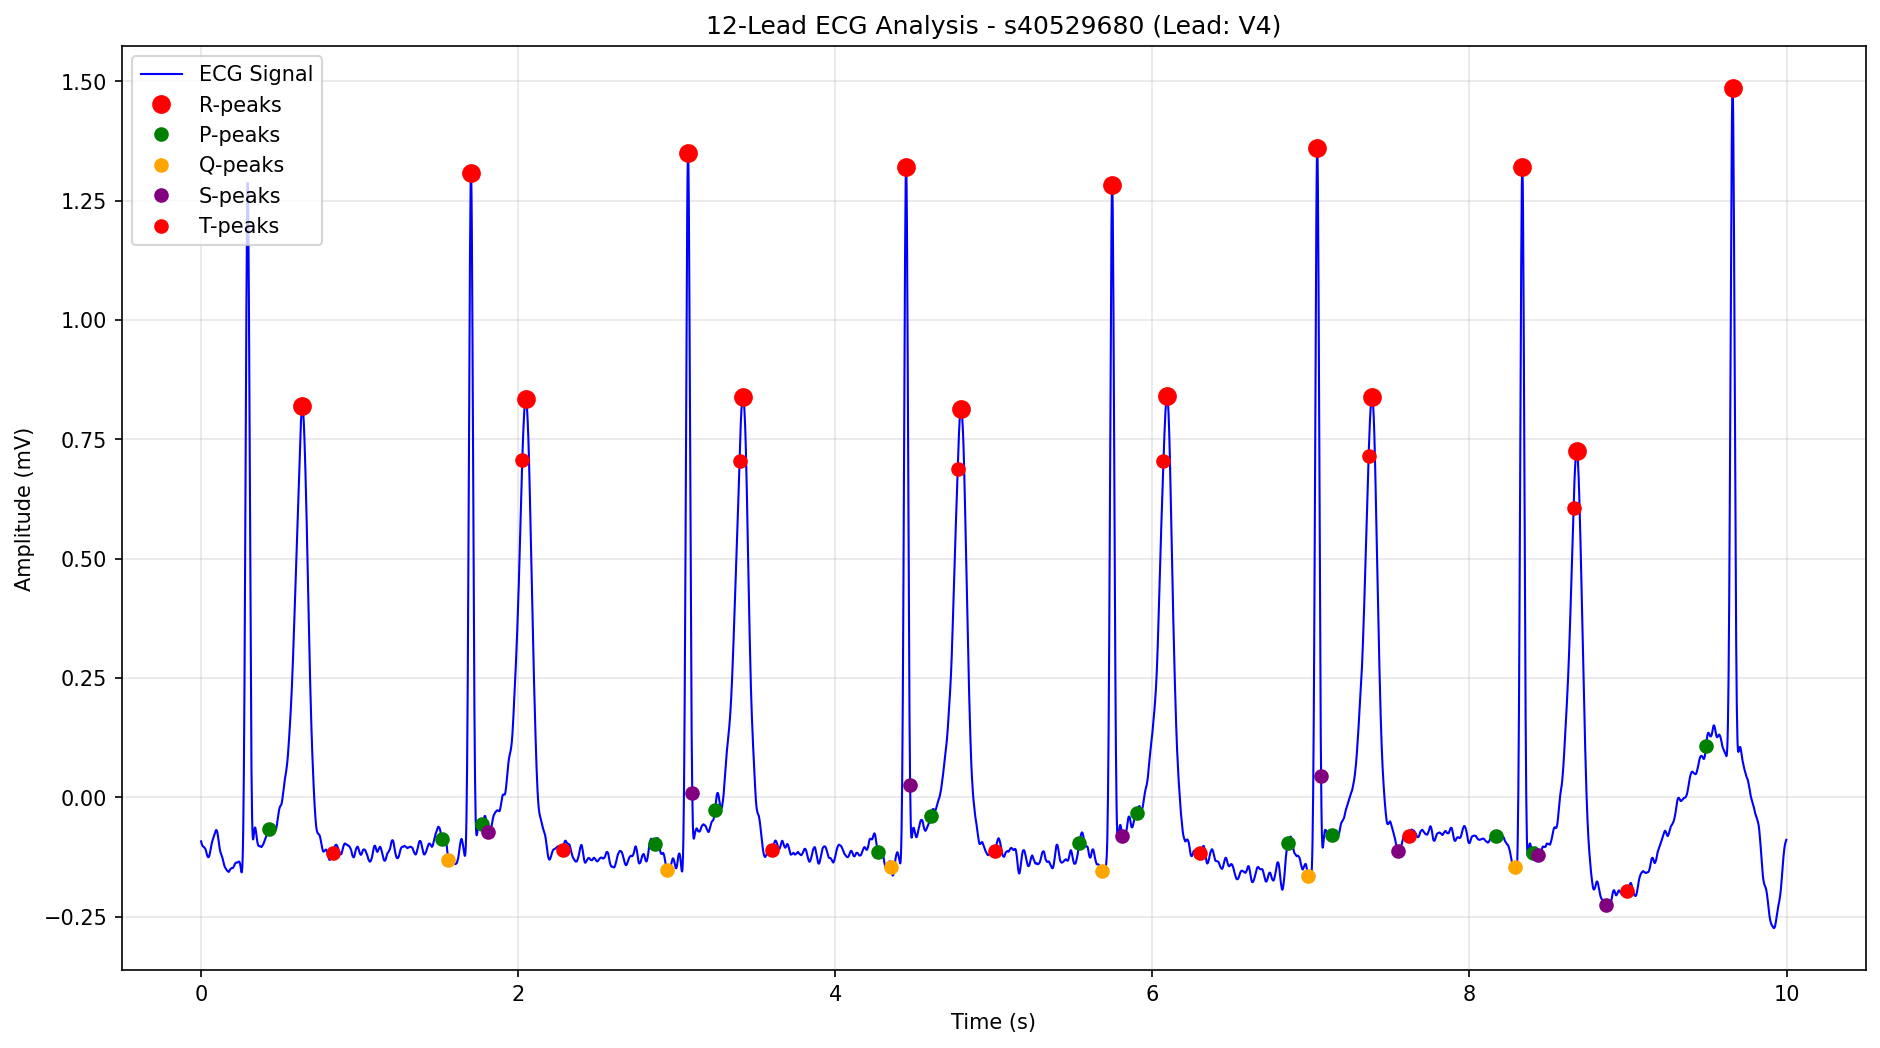 12-Lead ECG Analysis - s40529680 (Lead: V4)
ECG Signal
R-peaks
P-peaks
Q-peaks
S-peaks
T-peaks
1.50
1.25
1.00
0.75
0.50
0.25
0.00
−0.25
Amplitude (mV)
0 2 4 6 8 10
Time (s)